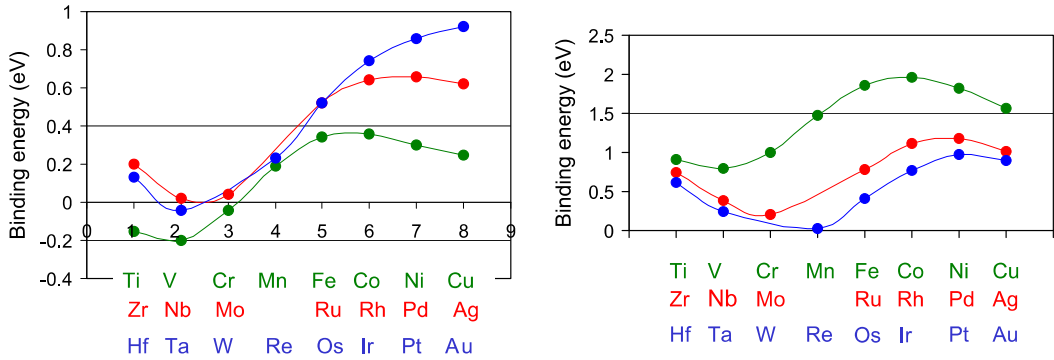 Binding energy (eV)
1
0.8
0.6
0.4
0.2
0
-0.2
-0.4
0 1 2 3 4 5 6 7 8 9
Ti V Cr Mn Fe Co Ni Cu
Zr Nb Mo Ru Rh Pd Ag
Hf Ta W Re Os Ir Pt Au
Binding energy (eV)
2.5
2
1.5
1
0.5
0
Ti V Cr Mn Fe Co Ni Cu
Zr Nb Mo Ru Rh Pd Ag
Hf Ta W Re Os Ir Pt Au